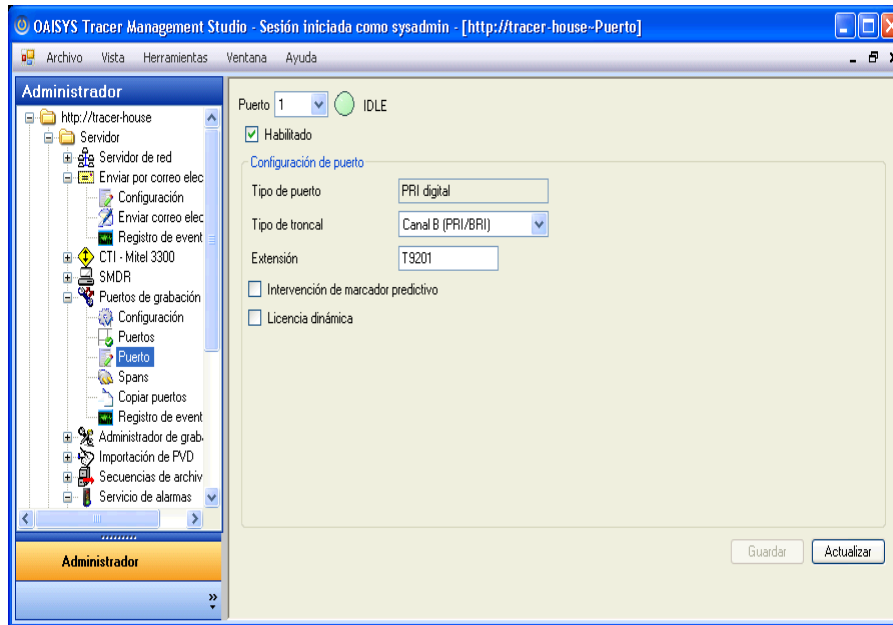 OAISYS Tracer Management Studio - Sesión iniciada como sysadmin - [http://tracer-house~Puerto]
Archivo Vista Herramientas Ventana Ayuda
Administrador
http://tracer-house
Servidor
Servidor de red
Enviar por correo elec
Configuración
Enviar correo elec
Registro de event
CTI - Mitel 3300
SMDR
Puertos de grabación
Configuración
Puertos
Puerto
Spans
Copiar puertos
Registro de event
Administrador de grab
Importación de PVD
Secuencias de archiv
Servicio de alarmas
Administrador
Puerto 1 IDLE
Habilitado
Configuración de puerto
Tipo de puerto PRI digital
Tipo de troncal Canal B (PRI/BRI)
Extensión T9201
Intervención de marcador predictivo
Licencia dinámica
Guardar Actualizar